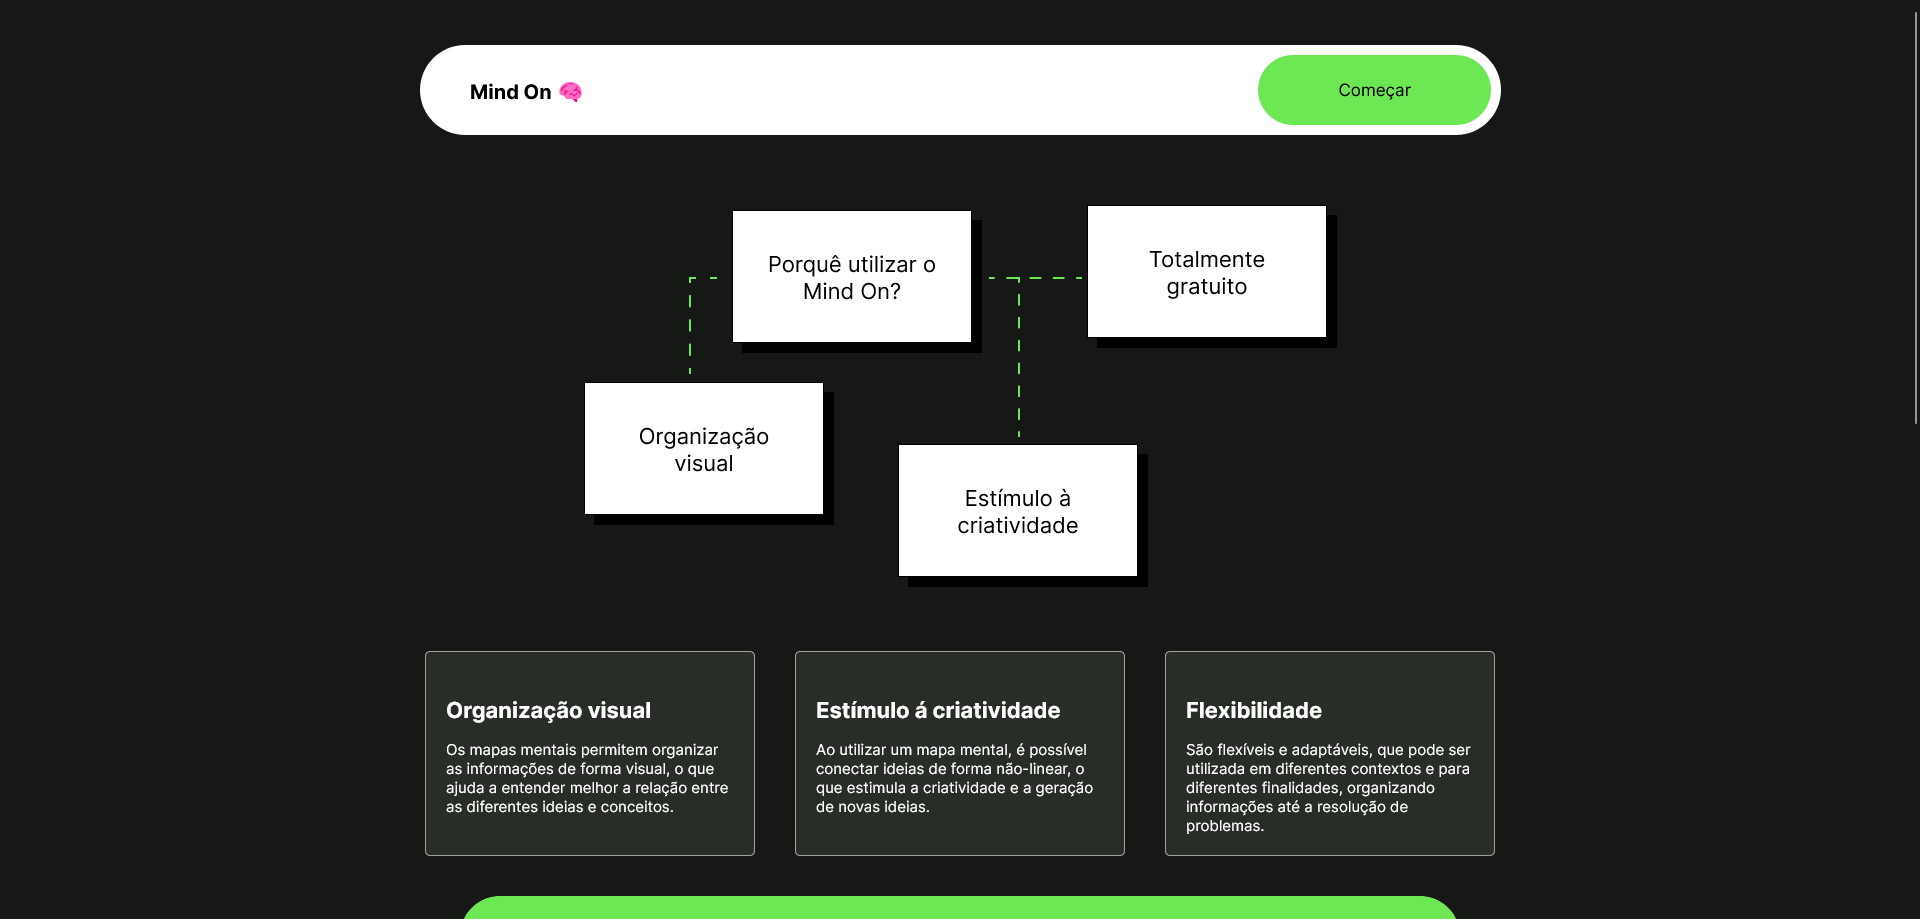 Mind On 🧠
Começar
Porquê utilizar o
Mind On?
Totalmente
gratuito
Organização
visual
Estímulo à
criatividade
Organização visual
Os mapas mentais permitem organizar
as informações de forma visual, o que
ajuda a entender melhor a relação entre
as diferentes ideias e conceitos.
Estímulo á criatividade
Ao utilizar um mapa mental, é possível
conectar ideias de forma não-linear, o
que estimula a criatividade e a geração
de novas ideias.
Flexibilidade
São flexíveis e adaptáveis, que pode ser
utilizada em diferentes contextos e para
diferentes finalidades, organizando
informações até a resolução de
problemas.